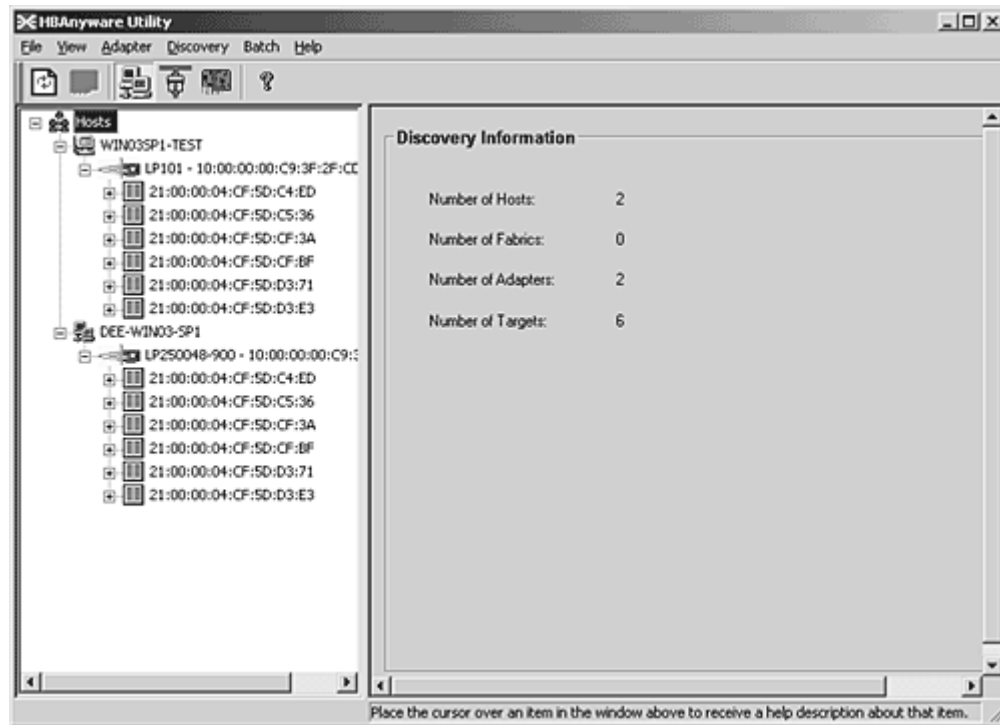 HBAnyware Utility
File View Adapter Discovery Batch Help
Hosts
WIN03SP1-TEST
LP101 - 10:00:00:00:C9:3F:2F:CD
21:00:00:04:CF:5D:C4:ED
21:00:00:04:CF:5D:C5:36
21:00:00:04:CF:5D:CF:3A
21:00:00:04:CF:5D:CF:BF
21:00:00:04:CF:5D:D3:71
21:00:00:04:CF:5D:D3:E3
DEE-WIN03-SP1
LP250048-900 - 10:00:00:00:C9:3
21:00:00:04:CF:5D:C4:ED
21:00:00:04:CF:5D:C5:36
21:00:00:04:CF:5D:CF:3A
21:00:00:04:CF:5D:CF:BF
21:00:00:04:CF:5D:D3:71
21:00:00:04:CF:5D:D3:E3
Discovery Information
Number of Hosts: 2
Number of Fabrics: 0
Number of Adapters: 2
Number of Targets: 6
Place the cursor over an item in the window above to receive a help description about that item.